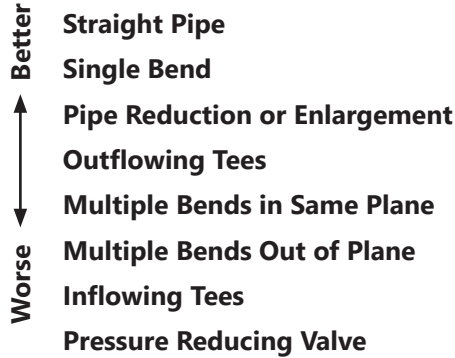 Better
Straight Pipe
Single Bend
Pipe Reduction or Enlargement
Outflowing Tees
Multiple Bends in Same Plane
Multiple Bends Out of Plane
Inflowing Tees
Pressure Reducing Valve
Worse